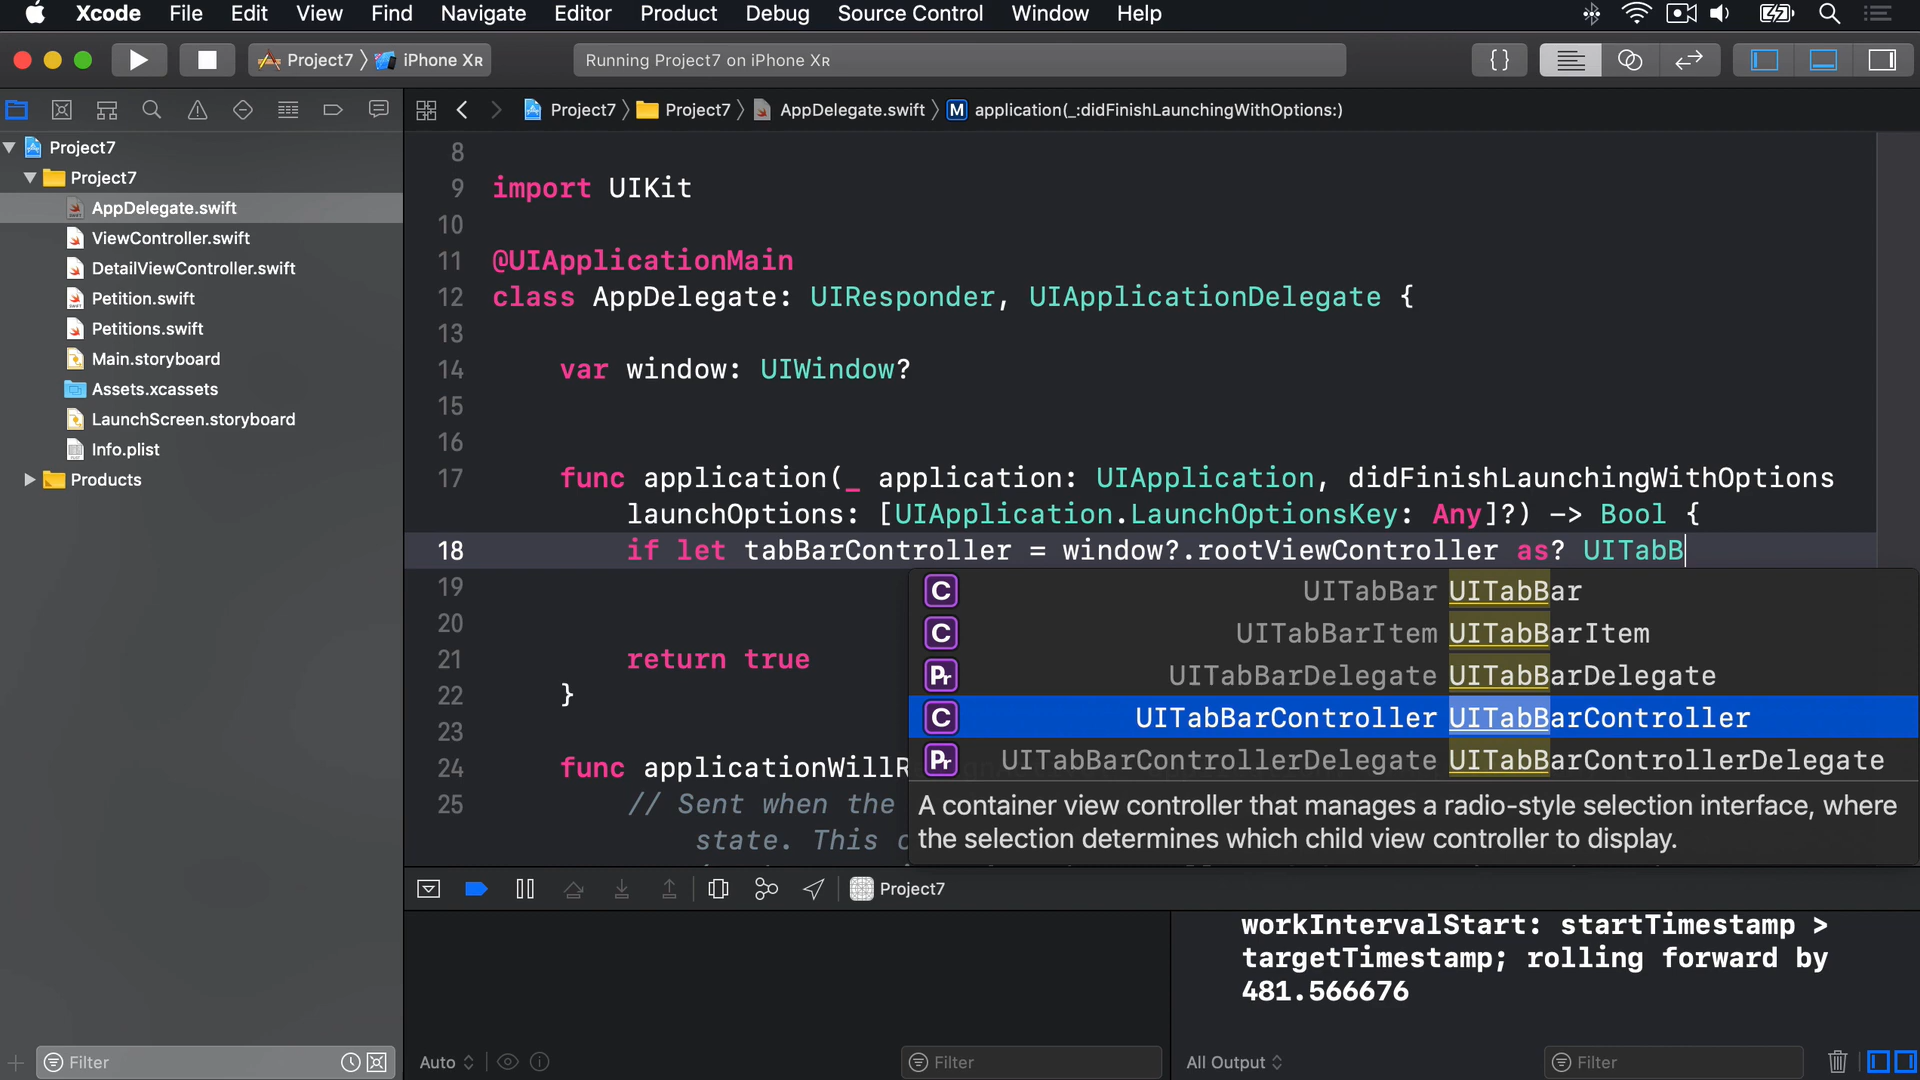 Xcode File Edit View Find Navigate Editor Product Debug Source Control Window Help
Project7 iPhone XR
Running Project7 on iPhone XR
{}
Project7 Project7 AppDelegate.swift M application(_:didFinishLaunchingWithOptions:)
Project7
Project7
AppDelegate.swift
ViewController.swift
DetailViewController.swift
Petition.swift
Petitions.swift
Main.storyboard
Assets.xcassets
LaunchScreen.storyboard
Info.plist
Products
Filter
8
9 import UIKit
10
11 @UIApplicationMain
12 class AppDelegate: UIResponder, UIApplicationDelegate {
13
14 var window: UIWindow?
15
16
17 func application(_ application: UIApplication, didFinishLaunchingWithOptions
launchOptions: [UIApplication.LaunchOptionsKey: Any]?) -> Bool {
18 if let tabBarController = window?.rootViewController as? UITabB
19
20
21 return true
22 }
23
24 func applicationWillR
25 // Sent when the
state. This
C UITabBar UITabBar
C UITabBarItem UITabBarItem
Pr UITabBarDelegate UITabBarDelegate
C UITabBarController UITabBarController
Pr UITabBarControllerDelegate UITabBarControllerDelegate
A container view controller that manages a radio-style selection interface, where
the selection determines which child view controller to display.
Project7
workIntervalStart: startTimestamp >
targetTimestamp; rolling forward by
481.566676
Auto Filter
All Output Filter